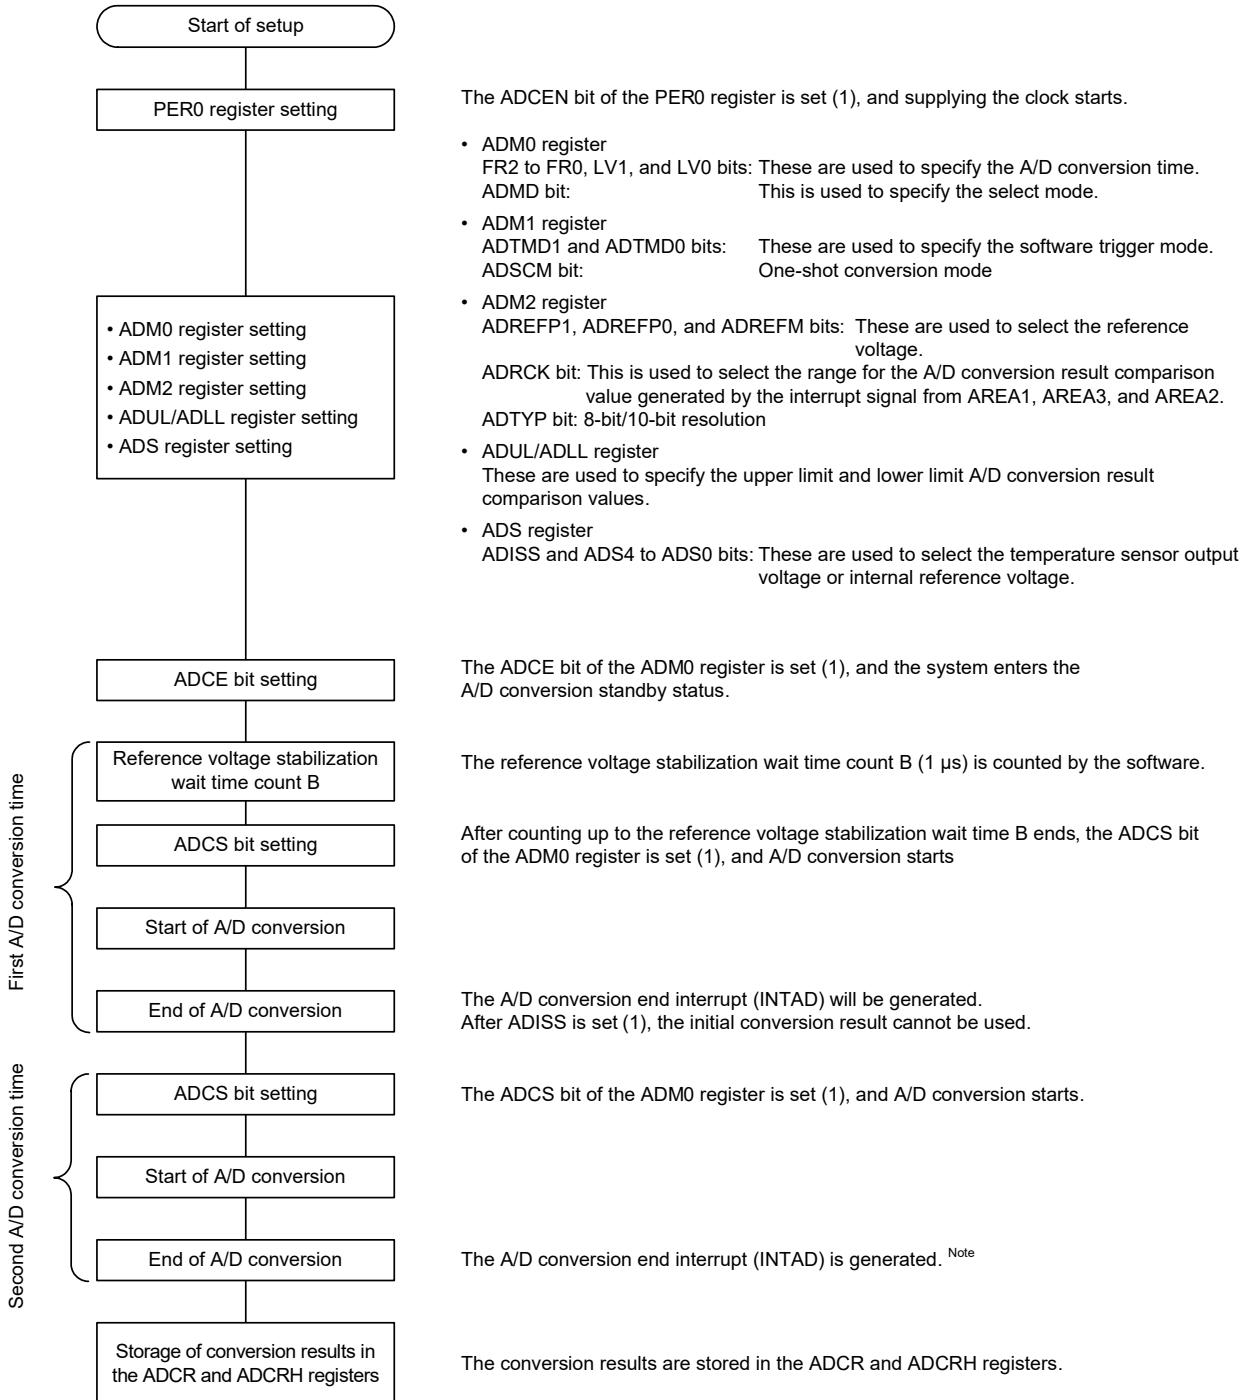 Start of setup
PER0 register setting
The ADCEN bit of the PER0 register is set (1), and supplying the clock starts.
• ADM0 register setting
• ADM1 register setting
• ADM2 register setting
• ADUL/ADLL register setting
• ADS register setting
• ADM0 register
FR2 to FR0, LV1, and LV0 bits: These are used to specify the A/D conversion time.
ADMD bit: This is used to specify the select mode.
• ADM1 register
ADTMD1 and ADTMD0 bits: These are used to specify the software trigger mode.
ADSCM bit: One-shot conversion mode
• ADM2 register
ADREFP1, ADREFP0, and ADREFM bits: These are used to select the reference
voltage.
ADRCK bit: This is used to select the range for the A/D conversion result comparison
value generated by the interrupt signal from AREA1, AREA3, and AREA2.
ADTYP bit: 8-bit/10-bit resolution
• ADUL/ADLL register
These are used to specify the upper limit and lower limit A/D conversion result
comparison values.
• ADS register
ADISS and ADS4 to ADS0 bits: These are used to select the temperature sensor output
voltage or internal reference voltage.
ADCE bit setting
The ADCE bit of the ADM0 register is set (1), and the system enters the
A/D conversion standby status.
First A/D conversion time
Reference voltage stabilization
wait time count B
The reference voltage stabilization wait time count B (1 µs) is counted by the software.
ADCS bit setting
After counting up to the reference voltage stabilization wait time B ends, the ADCS bit
of the ADM0 register is set (1), and A/D conversion starts
Start of A/D conversion
End of A/D conversion
The A/D conversion end interrupt (INTAD) will be generated.
After ADISS is set (1), the initial conversion result cannot be used.
Second A/D conversion time
ADCS bit setting
The ADCS bit of the ADM0 register is set (1), and A/D conversion starts.
Start of A/D conversion
End of A/D conversion
The A/D conversion end interrupt (INTAD) is generated. Note
Storage of conversion results in
the ADCR and ADCRH registers
The conversion results are stored in the ADCR and ADCRH registers.